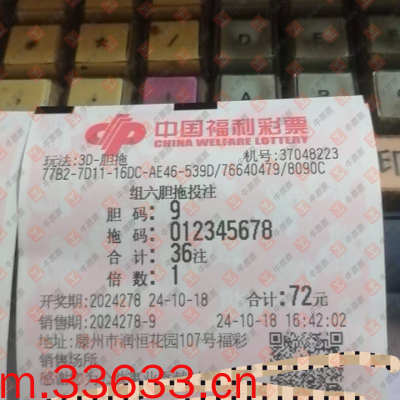 中国福利彩票
CHINA WELFARE LOTTERY
玩法:3D-胆拖 机号:37048223
77B2-7D11-16DC-AE46-539D/76640479/8090C
组六胆拖投注
胆 码: 9
拖 码: 012345678
合 计: 36注
倍 数: 1
开奖期:2024278 24-10-18 合计:72元
销售期:2024278-9 24-10-18 16:42:02
地址:滕州市润恒花园107号福彩
销售场所
m.33633.cn